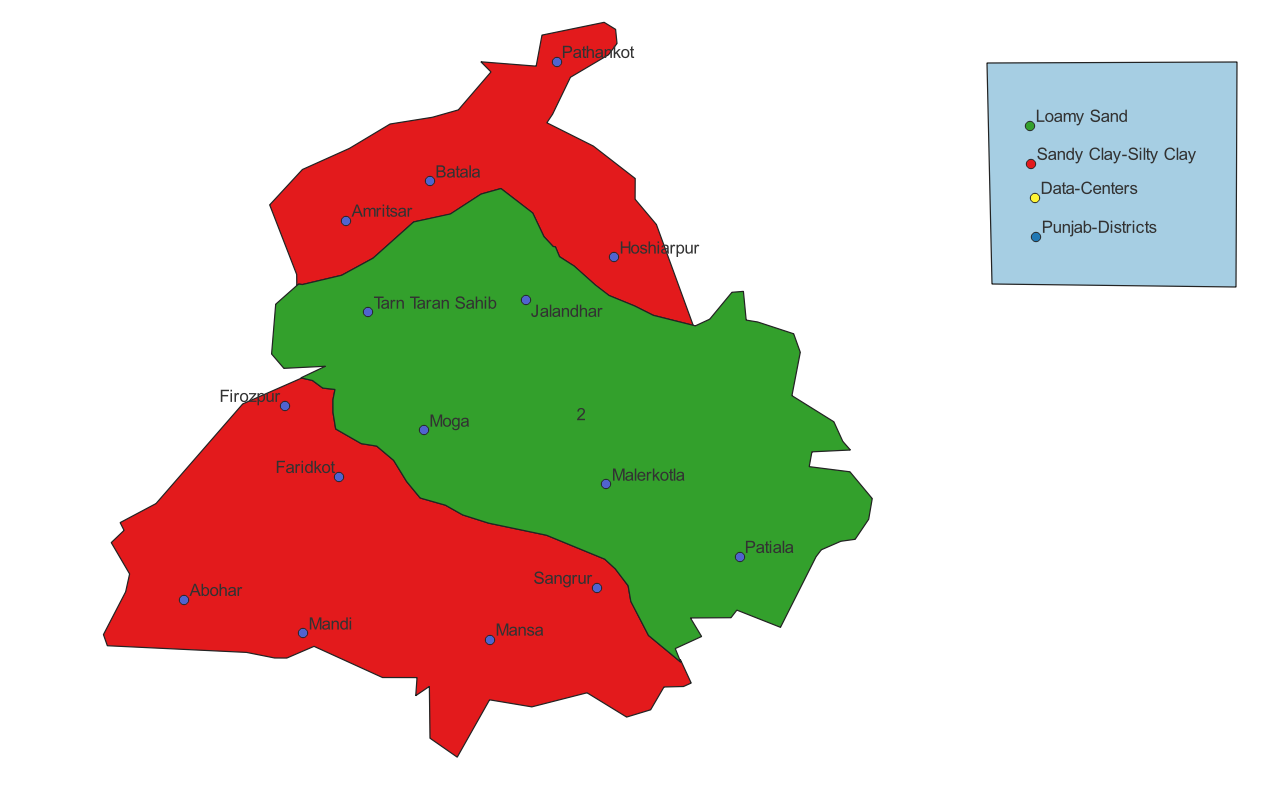 Pathankot
Batala
Amritsar
Hoshiarpur
Tarn Taran Sahib
Jalandhar
Firozpur
2
Moga
Faridkot
Malerkotla
Patiala
Sangrur
Abohar
Mandi
Mansa
Loamy Sand
Sandy Clay-Silty Clay
Data-Centers
Punjab-Districts